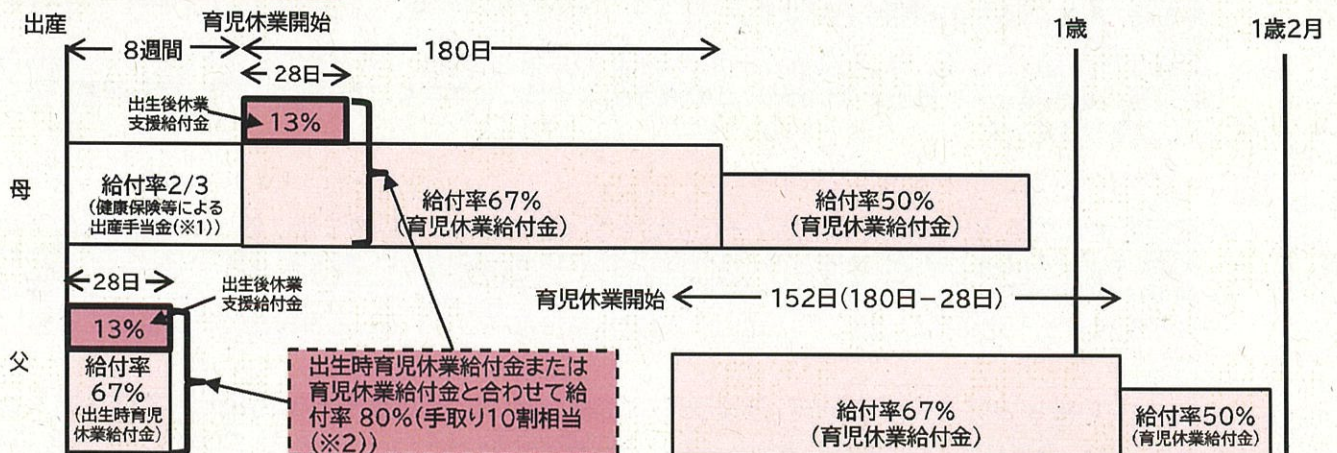 出産
育児休業開始
1歳
1歳2月
8週間
180日
28日
出生後休業
支援給付金
13%
母
給付率2/3
(健康保険等による
出産手当金(※1))
給付率67%
(育児休業給付金)
給付率50%
(育児休業給付金)
28日
出生後休業
支援給付金
育児休業開始
152日(180日－28日)
13%
父
給付率
67%
(出生時育児
休業給付金)
出生時育児休業給付金または
育児休業給付金と合わせて給
付率 80%(手取り10割相当
(※2))
給付率67%
(育児休業給付金)
給付率50%
(育児休業給付金)